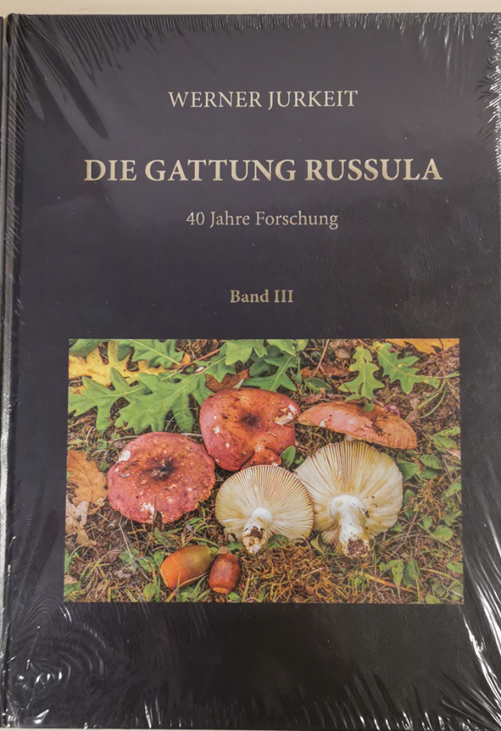 WERNER JURKEIT
DIE GATTUNG RUSSULA
40 Jahre Forschung
Band III